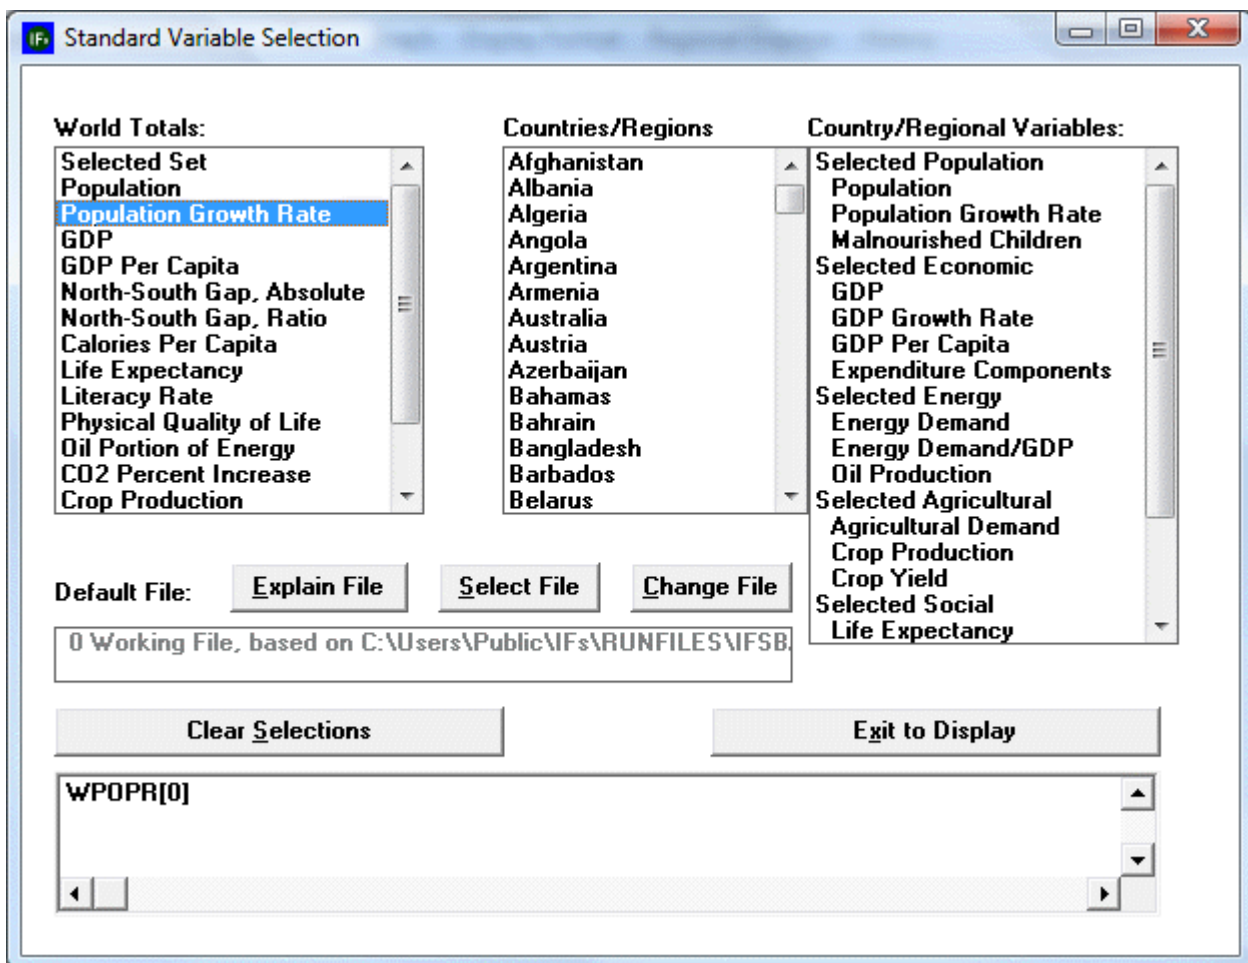 IFs Standard Variable Selection
World Totals:
Selected Set
Population
Population Growth Rate
GDP
GDP Per Capita
North-South Gap, Absolute
North-South Gap, Ratio
Calories Per Capita
Life Expectancy
Literacy Rate
Physical Quality of Life
Oil Portion of Energy
CO2 Percent Increase
Crop Production
Countries/Regions
Afghanistan
Albania
Algeria
Angola
Argentina
Armenia
Australia
Austria
Azerbaijan
Bahamas
Bahrain
Bangladesh
Barbados
Belarus
Country/Regional Variables:
Selected Population
Population
Population Growth Rate
Malnourished Children
Selected Economic
GDP
GDP Growth Rate
GDP Per Capita
Expenditure Components
Selected Energy
Energy Demand
Energy Demand/GDP
Oil Production
Selected Agricultural
Agricultural Demand
Crop Production
Crop Yield
Selected Social
Life Expectancy
Default File: Explain File Select File Change File
0 Working File, based on C:\Users\Public\IFs\RUNFILES\IFSB.
Clear Selections Exit to Display
WPOPR[0]